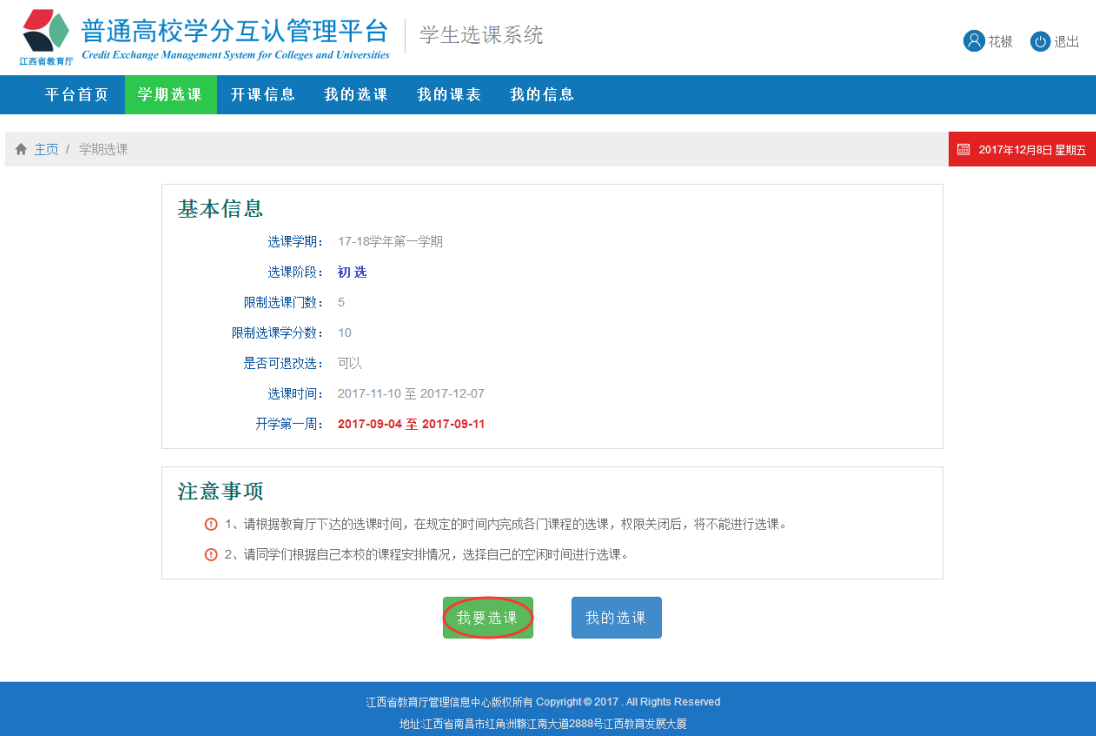 普通高校学分互认管理平台
学生选课系统
Credit Exchange Management System for Colleges and Universities
江西省教育厅
花椒
退出
平台首页 学期选课 开课信息 我的选课 我的课表 我的信息
主页 / 学期选课
2017年12月8日 星期五
基本信息
选课学期： 17-18学年第一学期
选课阶段： 初 选
限制选课门数： 5
限制选课学分数： 10
是否可退改选： 可以
选课时间： 2017-11-10 至 2017-12-07
开学第一周： 2017-09-04 至 2017-09-11
注意事项
1、请根据教育厅下达的选课时间，在规定的时间内完成各门课程的选课，权限关闭后，将不能进行选课。
2、请同学们根据自己本校的课程安排情况，选择自己的空闲时间进行选课。
我要选课 我的选课
江西省教育厅管理信息中心版权所有 Copyright © 2017 . All Rights Reserved
地址:江西省南昌市红角洲赣江南大道2888号江西教育发展大厦